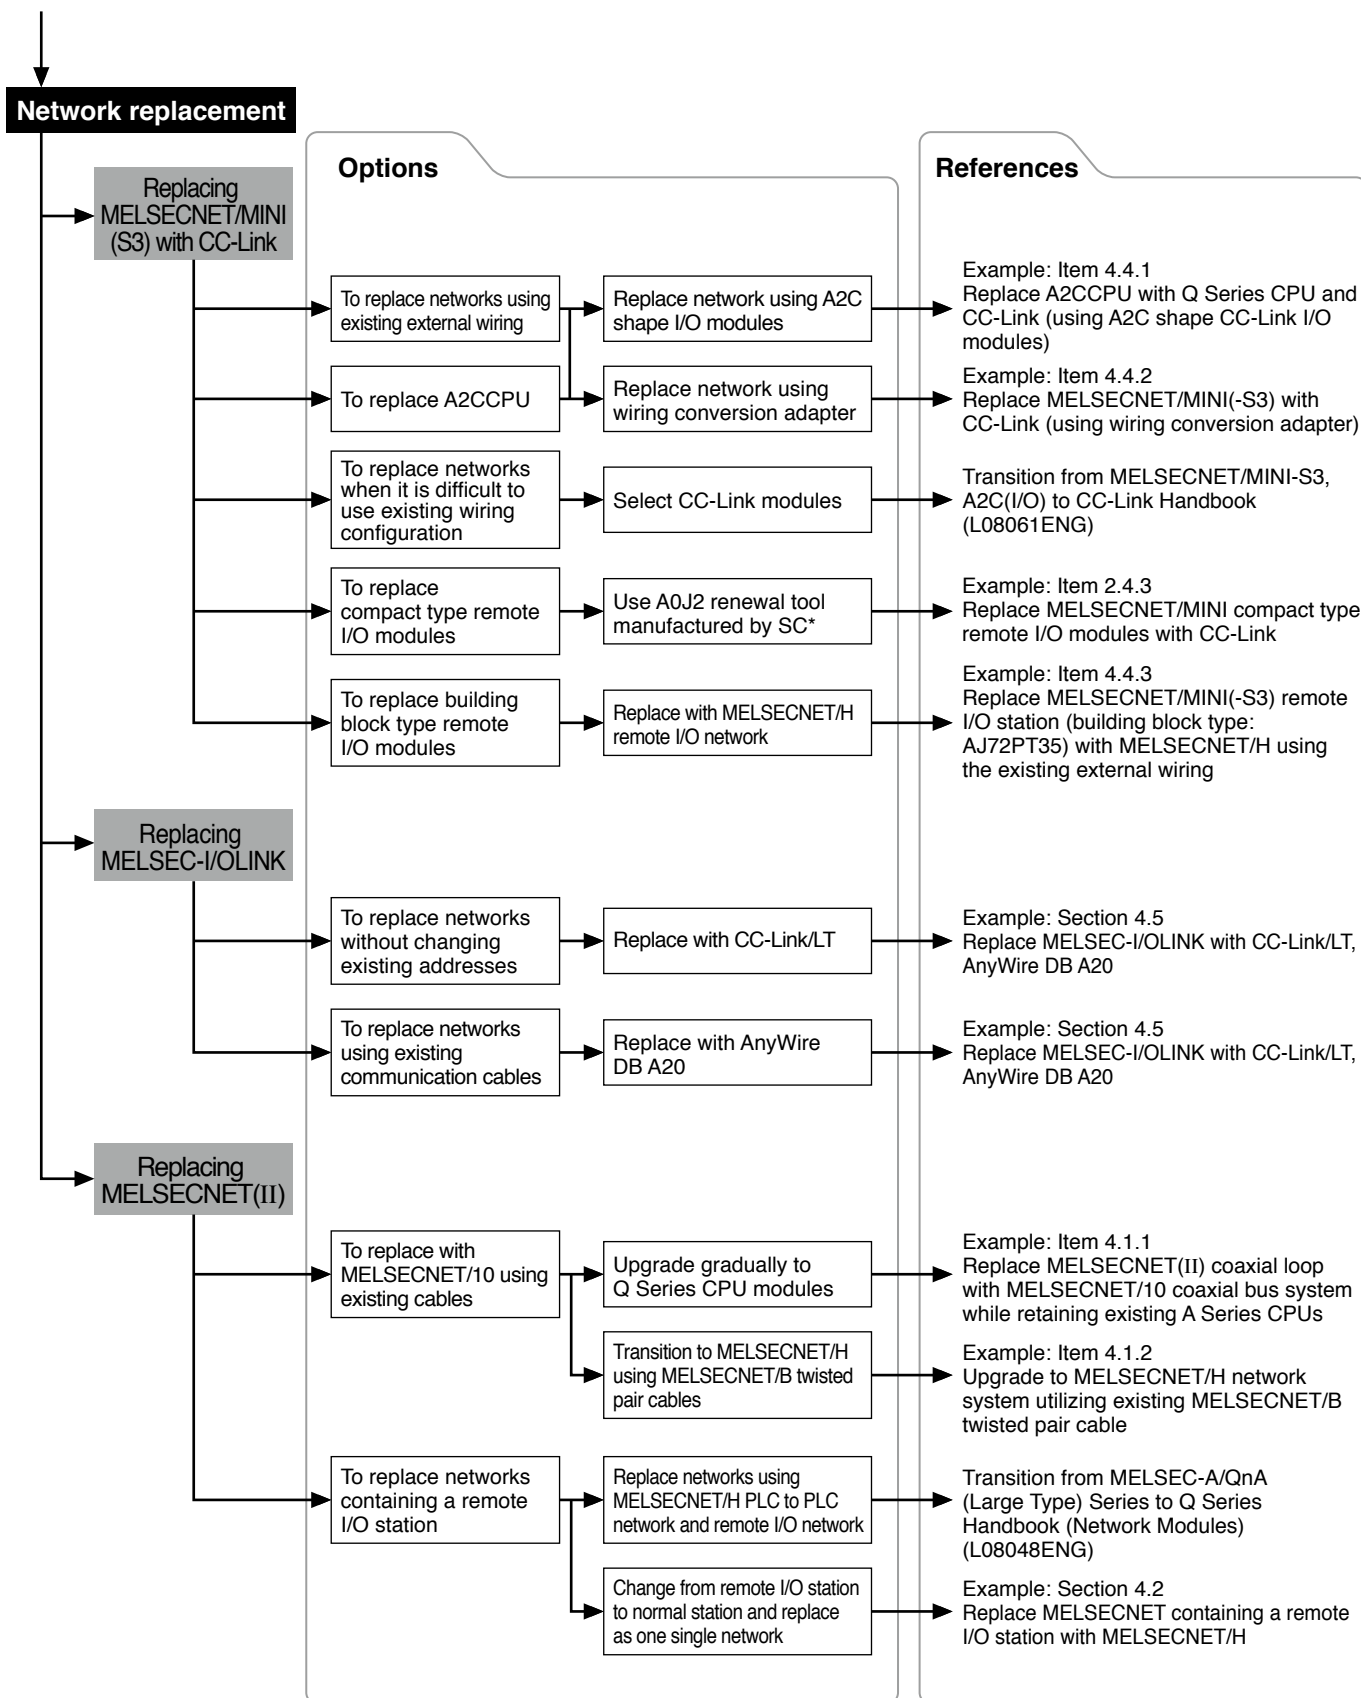 Network replacement
Options
References
Replacing
MELSECNET/MINI
(S3) with CC-Link
To replace networks using
existing external wiring
Replace network using A2C
shape I/O modules
Example: Item 4.4.1
Replace A2CCPU with Q Series CPU and
CC-Link (using A2C shape CC-Link I/O
modules)
To replace A2CCPU
Replace network using
wiring conversion adapter
Example: Item 4.4.2
Replace MELSECNET/MINI(-S3) with
CC-Link (using wiring conversion adapter)
To replace networks
when it is difficult to
use existing wiring
configuration
Select CC-Link modules
Transition from MELSECNET/MINI-S3,
A2C(I/O) to CC-Link Handbook
(L08061ENG)
To replace
compact type remote
I/O modules
Use A0J2 renewal tool
manufactured by SC*
Example: Item 2.4.3
Replace MELSECNET/MINI compact type
remote I/O modules with CC-Link
To replace building
block type remote
I/O modules
Replace with MELSECNET/H
remote I/O network
Example: Item 4.4.3
Replace MELSECNET/MINI(-S3) remote
I/O station (building block type:
AJ72PT35) with MELSECNET/H using
the existing external wiring
Replacing
MELSEC-I/OLINK
To replace networks
without changing
existing addresses
Replace with CC-Link/LT
Example: Section 4.5
Replace MELSEC-I/OLINK with CC-Link/LT,
AnyWire DB A20
To replace networks
using existing
communication cables
Replace with AnyWire
DB A20
Example: Section 4.5
Replace MELSEC-I/OLINK with CC-Link/LT,
AnyWire DB A20
Replacing
MELSECNET(II)
To replace with
MELSECNET/10 using
existing cables
Upgrade gradually to
Q Series CPU modules
Example: Item 4.1.1
Replace MELSECNET(II) coaxial loop
with MELSECNET/10 coaxial bus system
while retaining existing A Series CPUs
Transition to MELSECNET/H
using MELSECNET/B twisted
pair cables
Example: Item 4.1.2
Upgrade to MELSECNET/H network
system utilizing existing MELSECNET/B
twisted pair cable
To replace networks
containing a remote
I/O station
Replace networks using
MELSECNET/H PLC to PLC
network and remote I/O network
Transition from MELSEC-A/QnA
(Large Type) Series to Q Series
Handbook (Network Modules)
(L08048ENG)
Change from remote I/O station
to normal station and replace
as one single network
Example: Section 4.2
Replace MELSECNET containing a remote
I/O station with MELSECNET/H